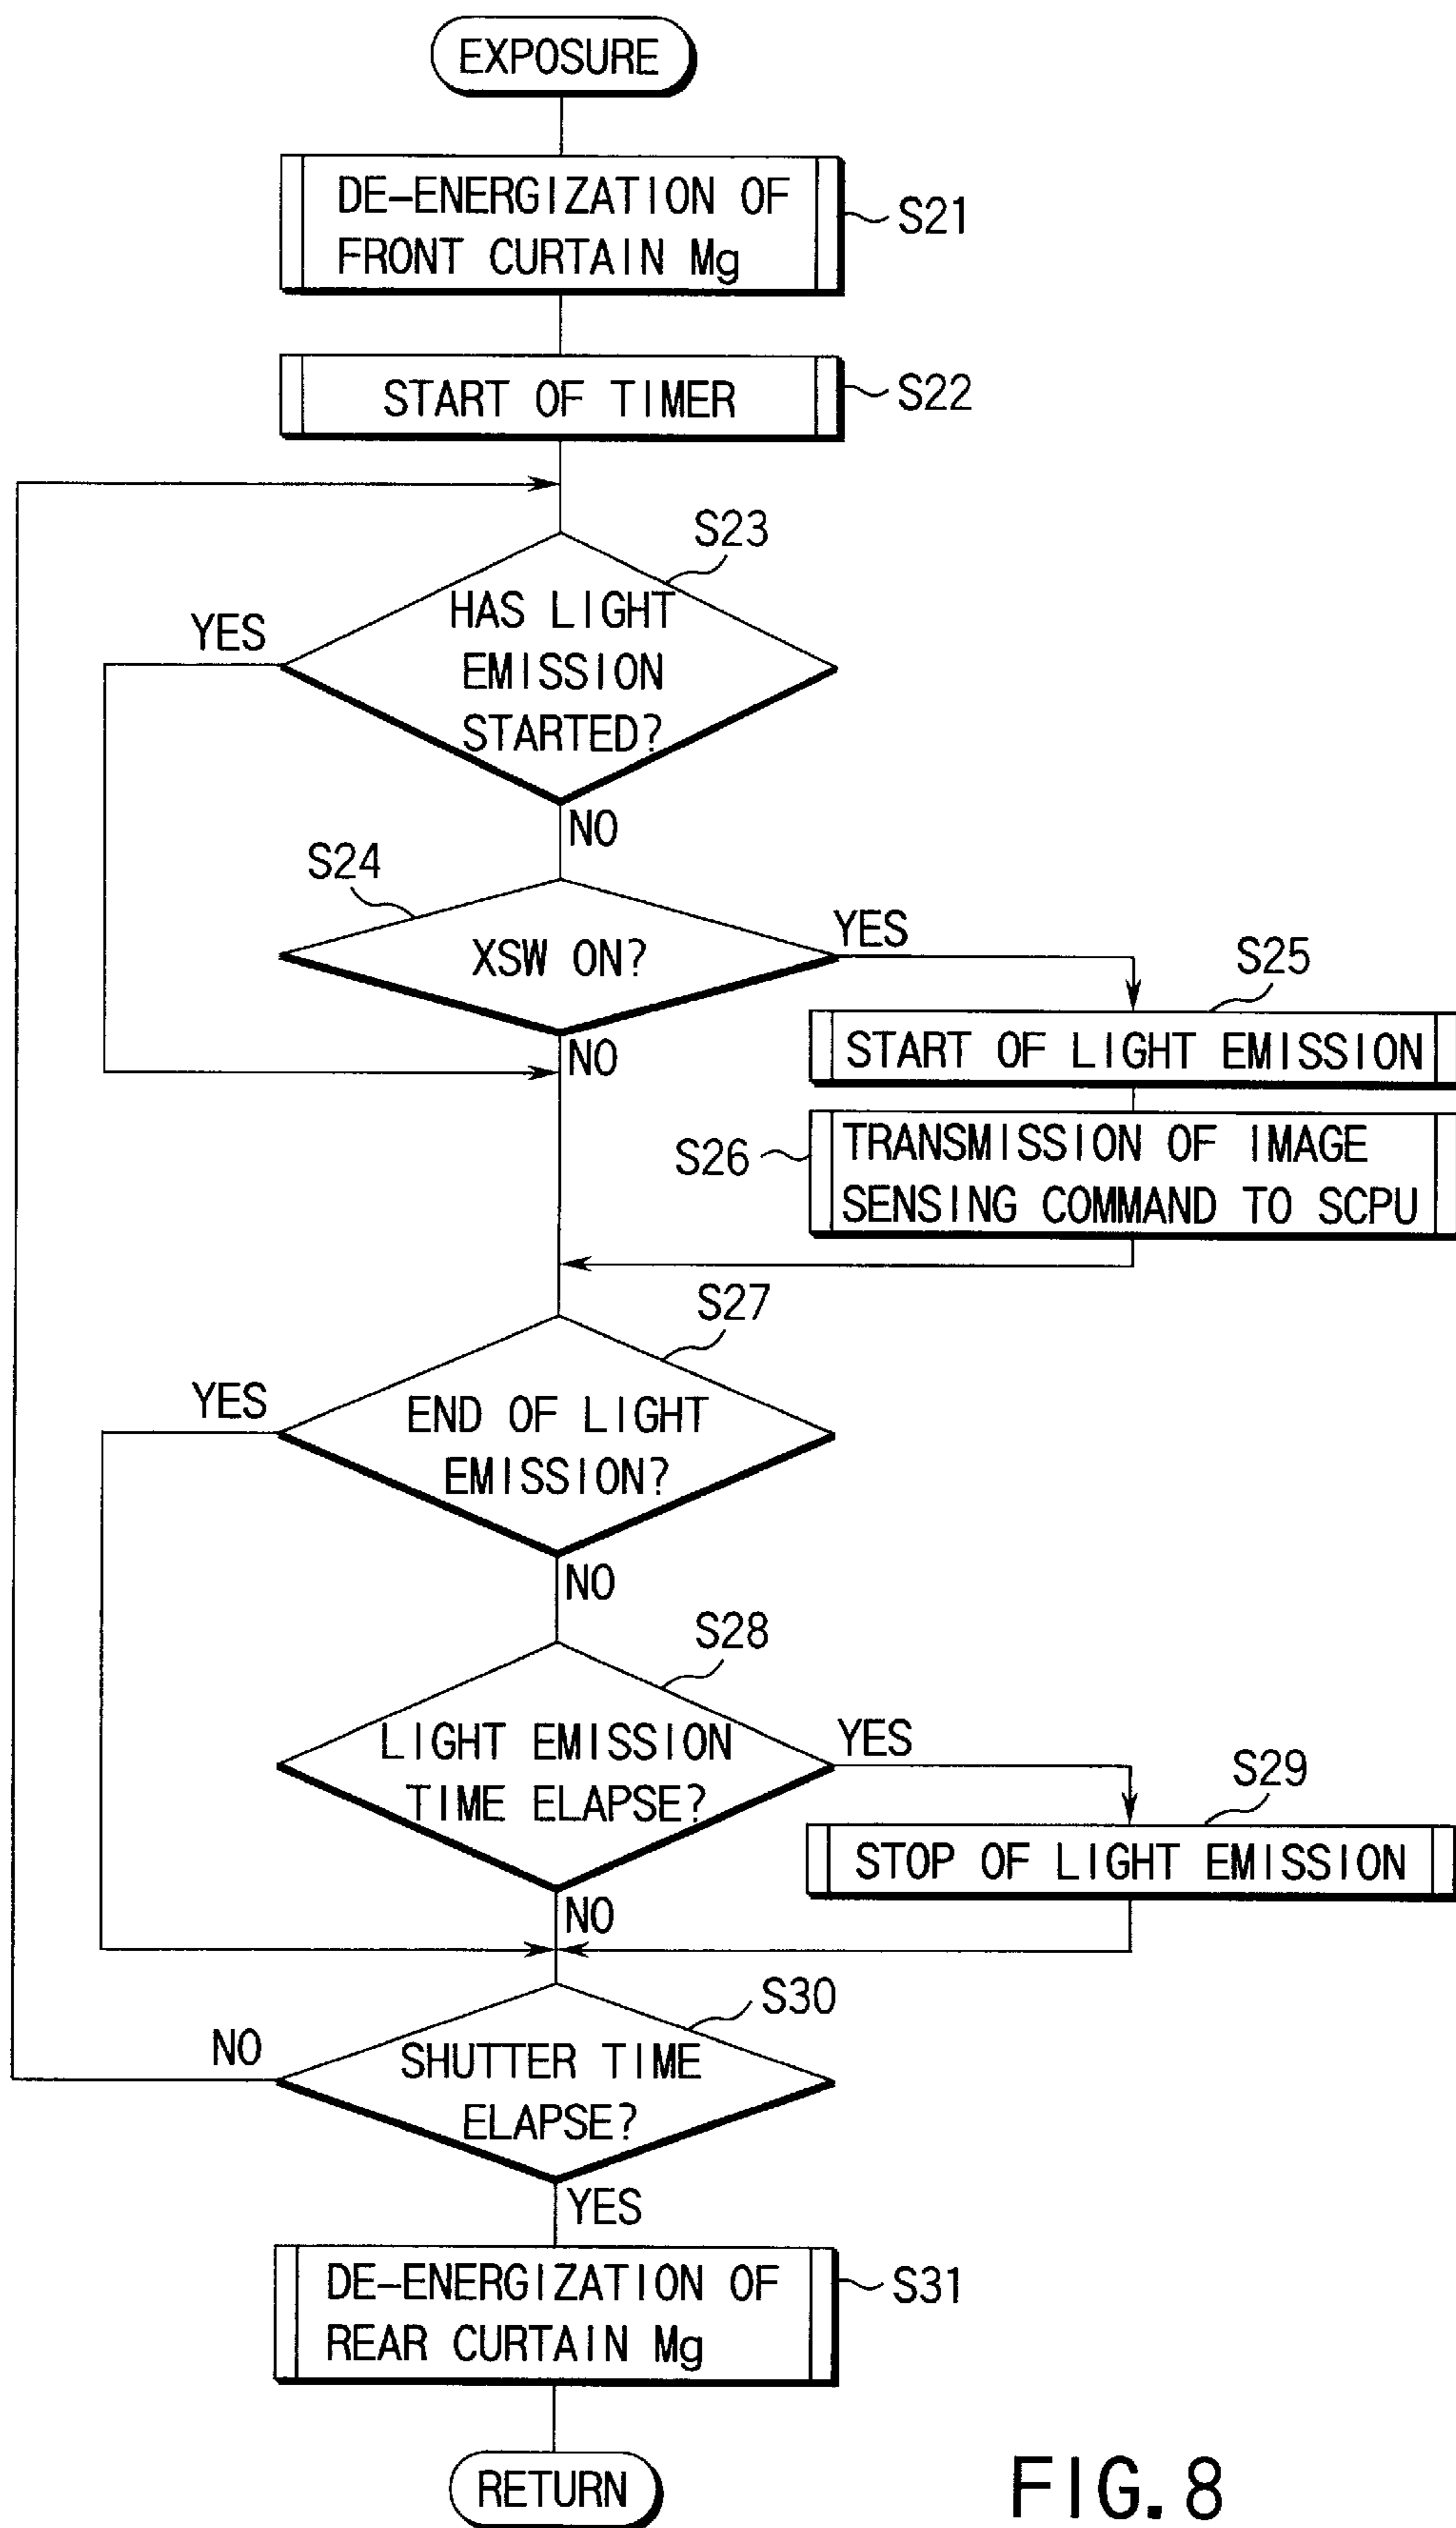 EXPOSURE
DE-ENERGIZATION OF
FRONT CURTAIN Mg
S21
START OF TIMER
S22
S23
HAS LIGHT
EMISSION
STARTED?
YES
NO
S24
XSW ON?
YES
NO
S25
START OF LIGHT EMISSION
S26
TRANSMISSION OF IMAGE
SENSING COMMAND TO SCPU
S27
END OF LIGHT
EMISSION?
YES
NO
S28
LIGHT EMISSION
TIME ELAPSE?
YES
NO
S29
STOP OF LIGHT EMISSION
S30
SHUTTER TIME
ELAPSE?
NO
YES
DE-ENERGIZATION OF
REAR CURTAIN Mg
S31
RETURN
FIG. 8